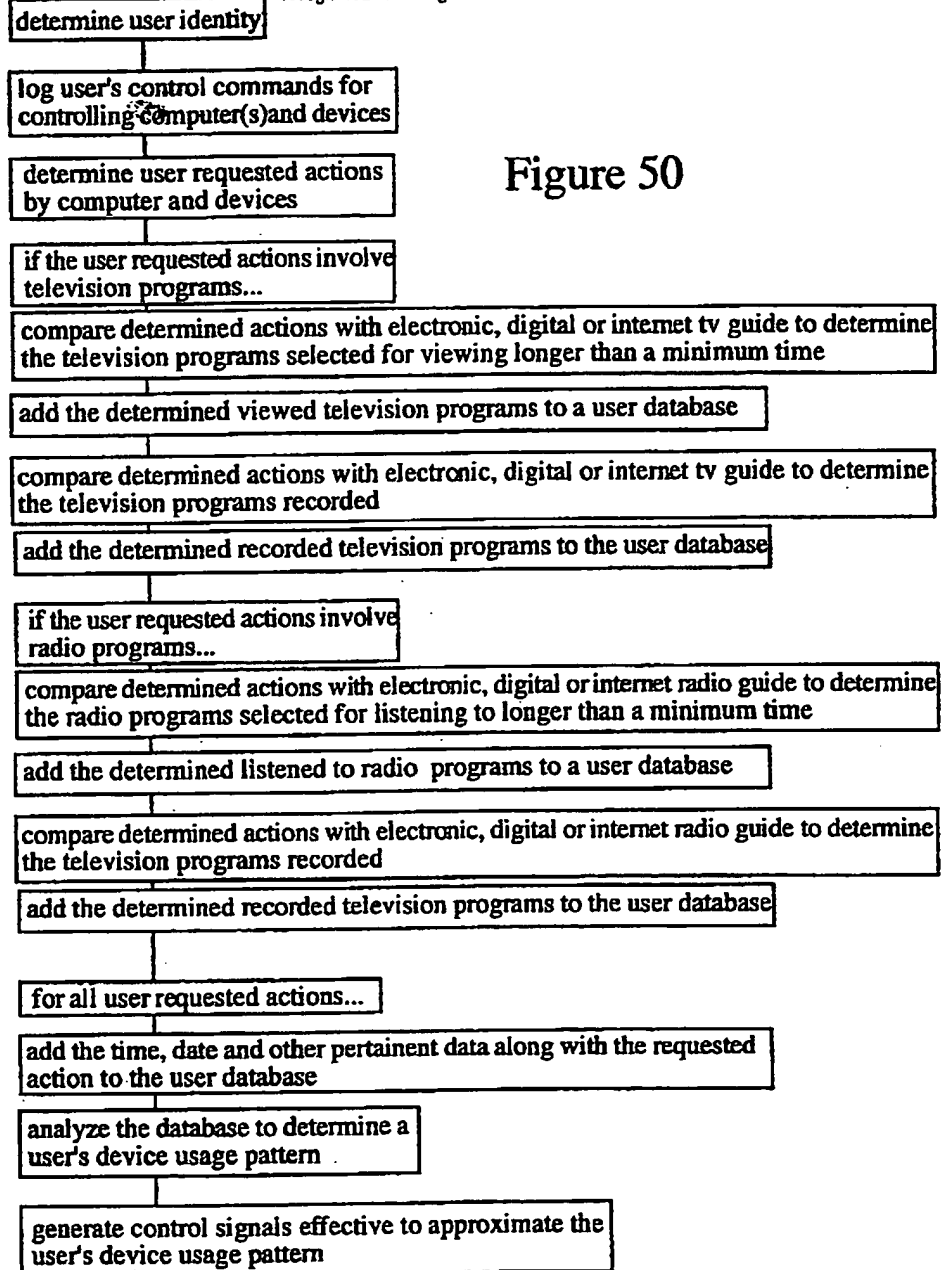 determine user identity
log user's control commands for
controlling computer(s)and devices
Figure 50
determine user requested actions
by computer and devices
if the user requested actions involve
television programs...
compare determined actions with electronic, digital or internet tv guide to determine
the television programs selected for viewing longer than a minimum time
add the determined viewed television programs to a user database
compare determined actions with electronic, digital or internet tv guide to determine
the television programs recorded
add the determined recorded television programs to the user database
if the user requested actions involve
radio programs...
compare determined actions with electronic, digital or internet radio guide to determine
the radio programs selected for listening to longer than a minimum time
add the determined listened to radio programs to a user database
compare determined actions with electronic, digital or internet radio guide to determine
the television programs recorded
add the determined recorded television programs to the user database
for all user requested actions...
add the time, date and other pertainent data along with the requested
action to the user database
analyze the database to determine a
user's device usage pattern
generate control signals effective to approximate the
user's device usage pattern